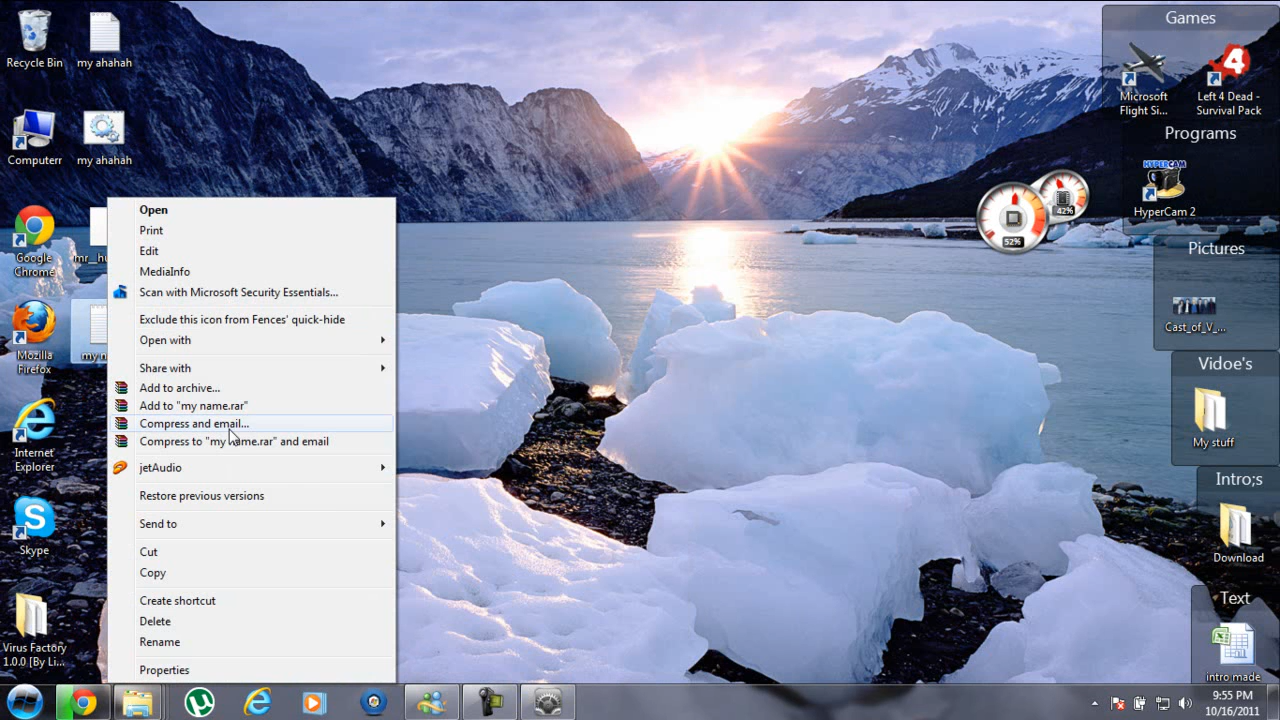 Recycle Bin
my ahahah
Computerr
my ahahah
Google
Chrome
mr_hu
Mozilla
Firefox
my n
Internet
Explorer
Skype
Virus Factory
1.0.0 [By Li...
Open
Print
Edit
MediaInfo
Scan with Microsoft Security Essentials...
Exclude this icon from Fences' quick-hide
Open with
Share with
Add to archive...
Add to "my name.rar"
Compress and email...
Compress to "my name.rar" and email
jetAudio
Restore previous versions
Send to
Cut
Copy
Create shortcut
Delete
Rename
Properties
52%
42%
Games
Microsoft
Flight Si...
4
Left 4 Dead -
Survival Pack
Programs
HYPERCAM
HyperCam 2
Pictures
Cast_of_V_...
Vidoe's
My stuff
Intro;s
Download
Text
intro made
9:55 PM
10/16/2011